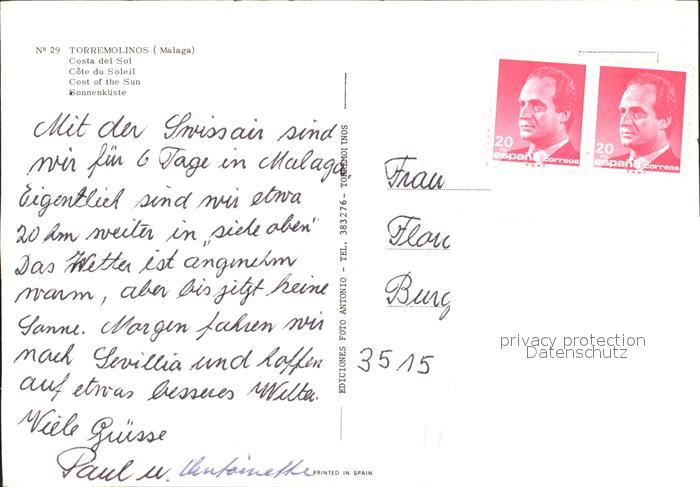 Nº 29 TORREMOLINOS (Malaga)
Costa del Sol
Côte du Soleil
Cost of the Sun
Sonnenküste
Mit der Swissair sind
wir für 6 Tage in Malaga
Eigentlich sind wir etwa
20 km weiter in „siehe oben"
Das Wetter ist angenehm
warm, aber bis jetzt keine
Sonne. Morgen fahren wir
nach Sevillia und hoffen
auf etwas besseres Wetter.
Viele Grüsse
Paul u. Antoinette
EDICIONES FOTO ANTONIO - TEL. 383276 - TORREMOLINOS
PRINTED IN SPAIN
20
españa correos
20
españa correos
Frau
Flor
Burg
3515
privacy protection
Datenschutz